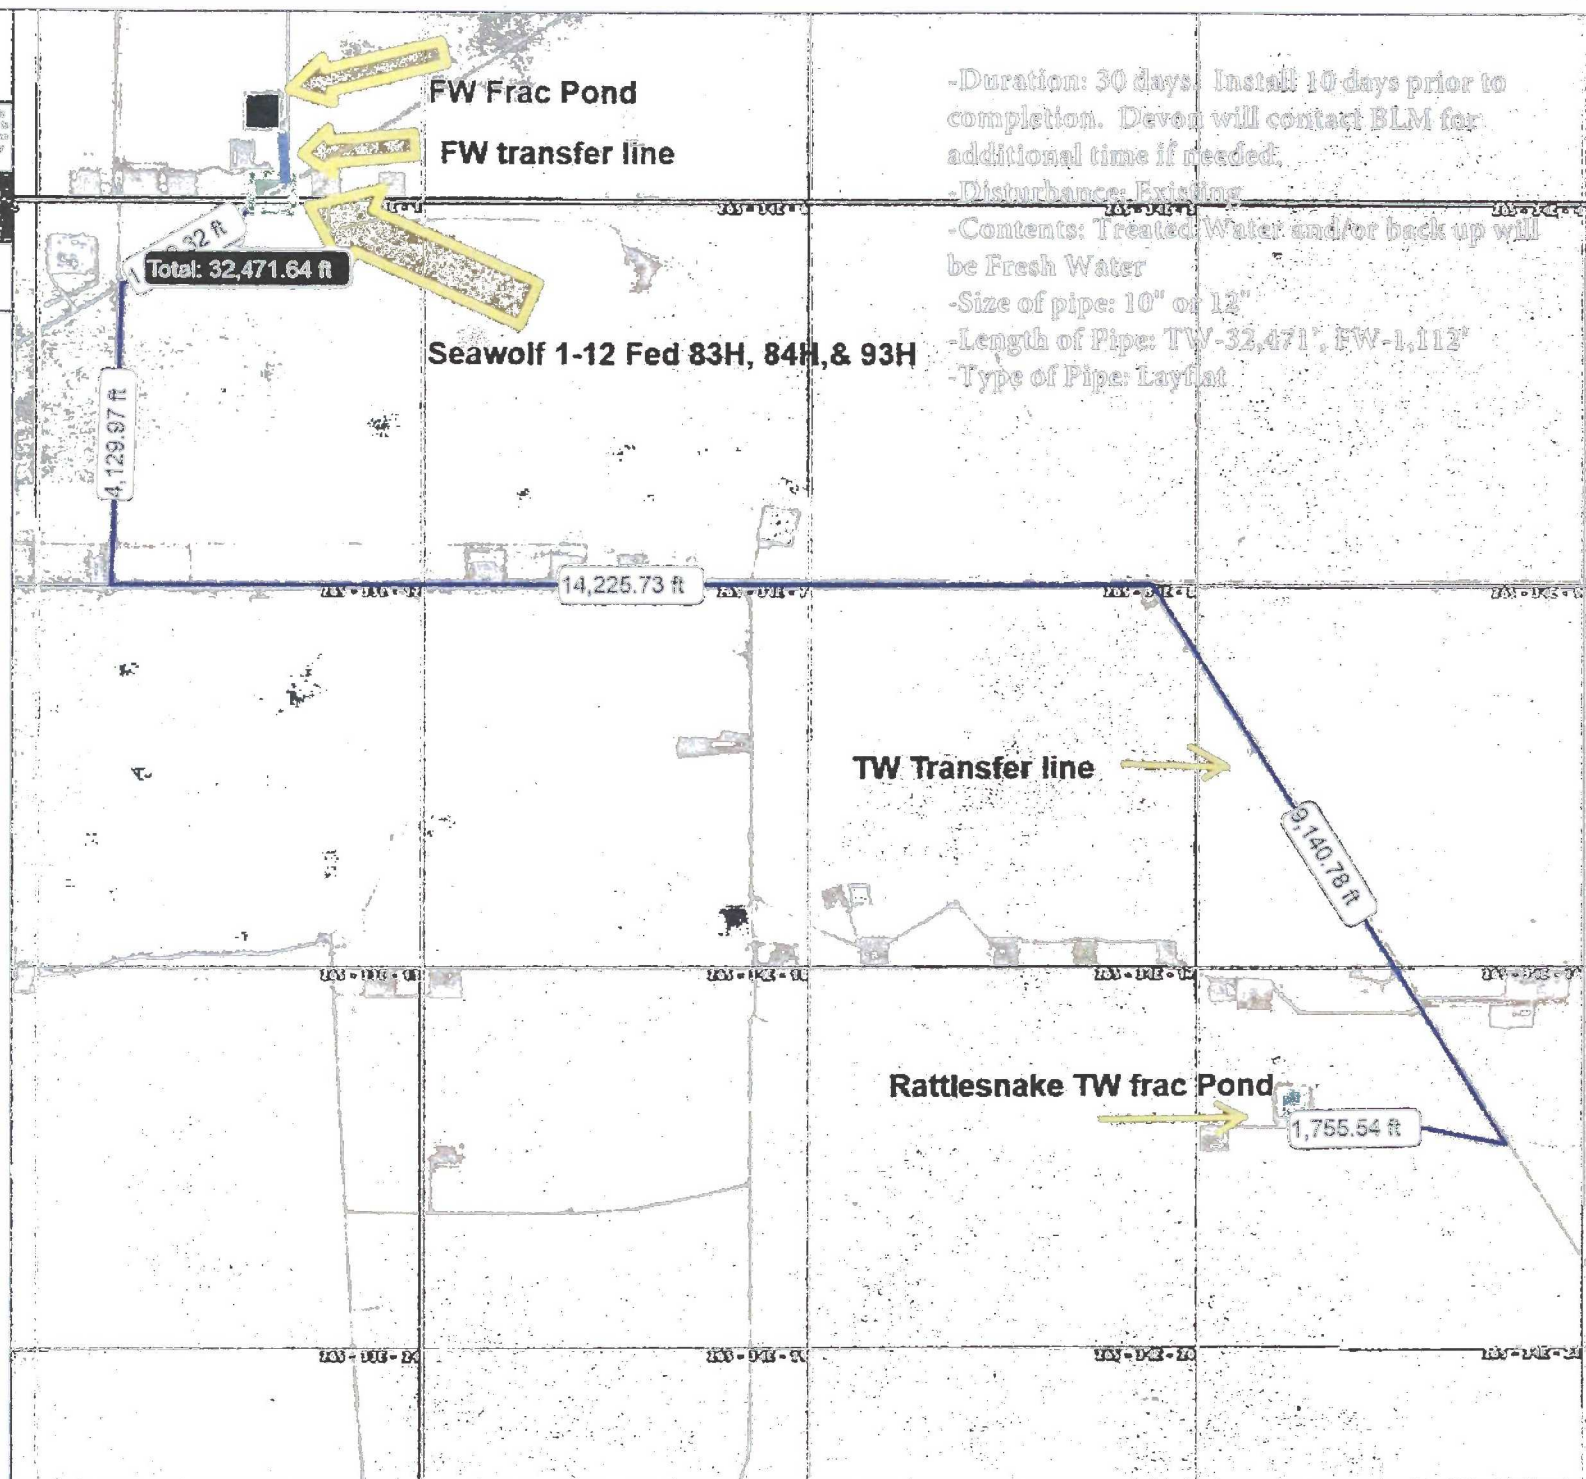 FW Frac Pond
FW transfer line
-Duration: 30 days. Install 10 days prior to
completion. Devon will contact BLM for
additional time if needed.
-Disturbance: Existing
-Contents: Treated Water and/or back up will
be Fresh Water
-Size of pipe: 10" or 12"
-Length of Pipe: TW-32,471', FW-1,112'
-Type of Pipe: Layflat
Total: 32,471.64 ft
Seawolf 1-12 Fed 83H, 84H,& 93H
4,129.97 ft
14,225.73 ft
TW Transfer line
9,140.78 ft
Rattlesnake TW frac Pond
1,755.54 ft